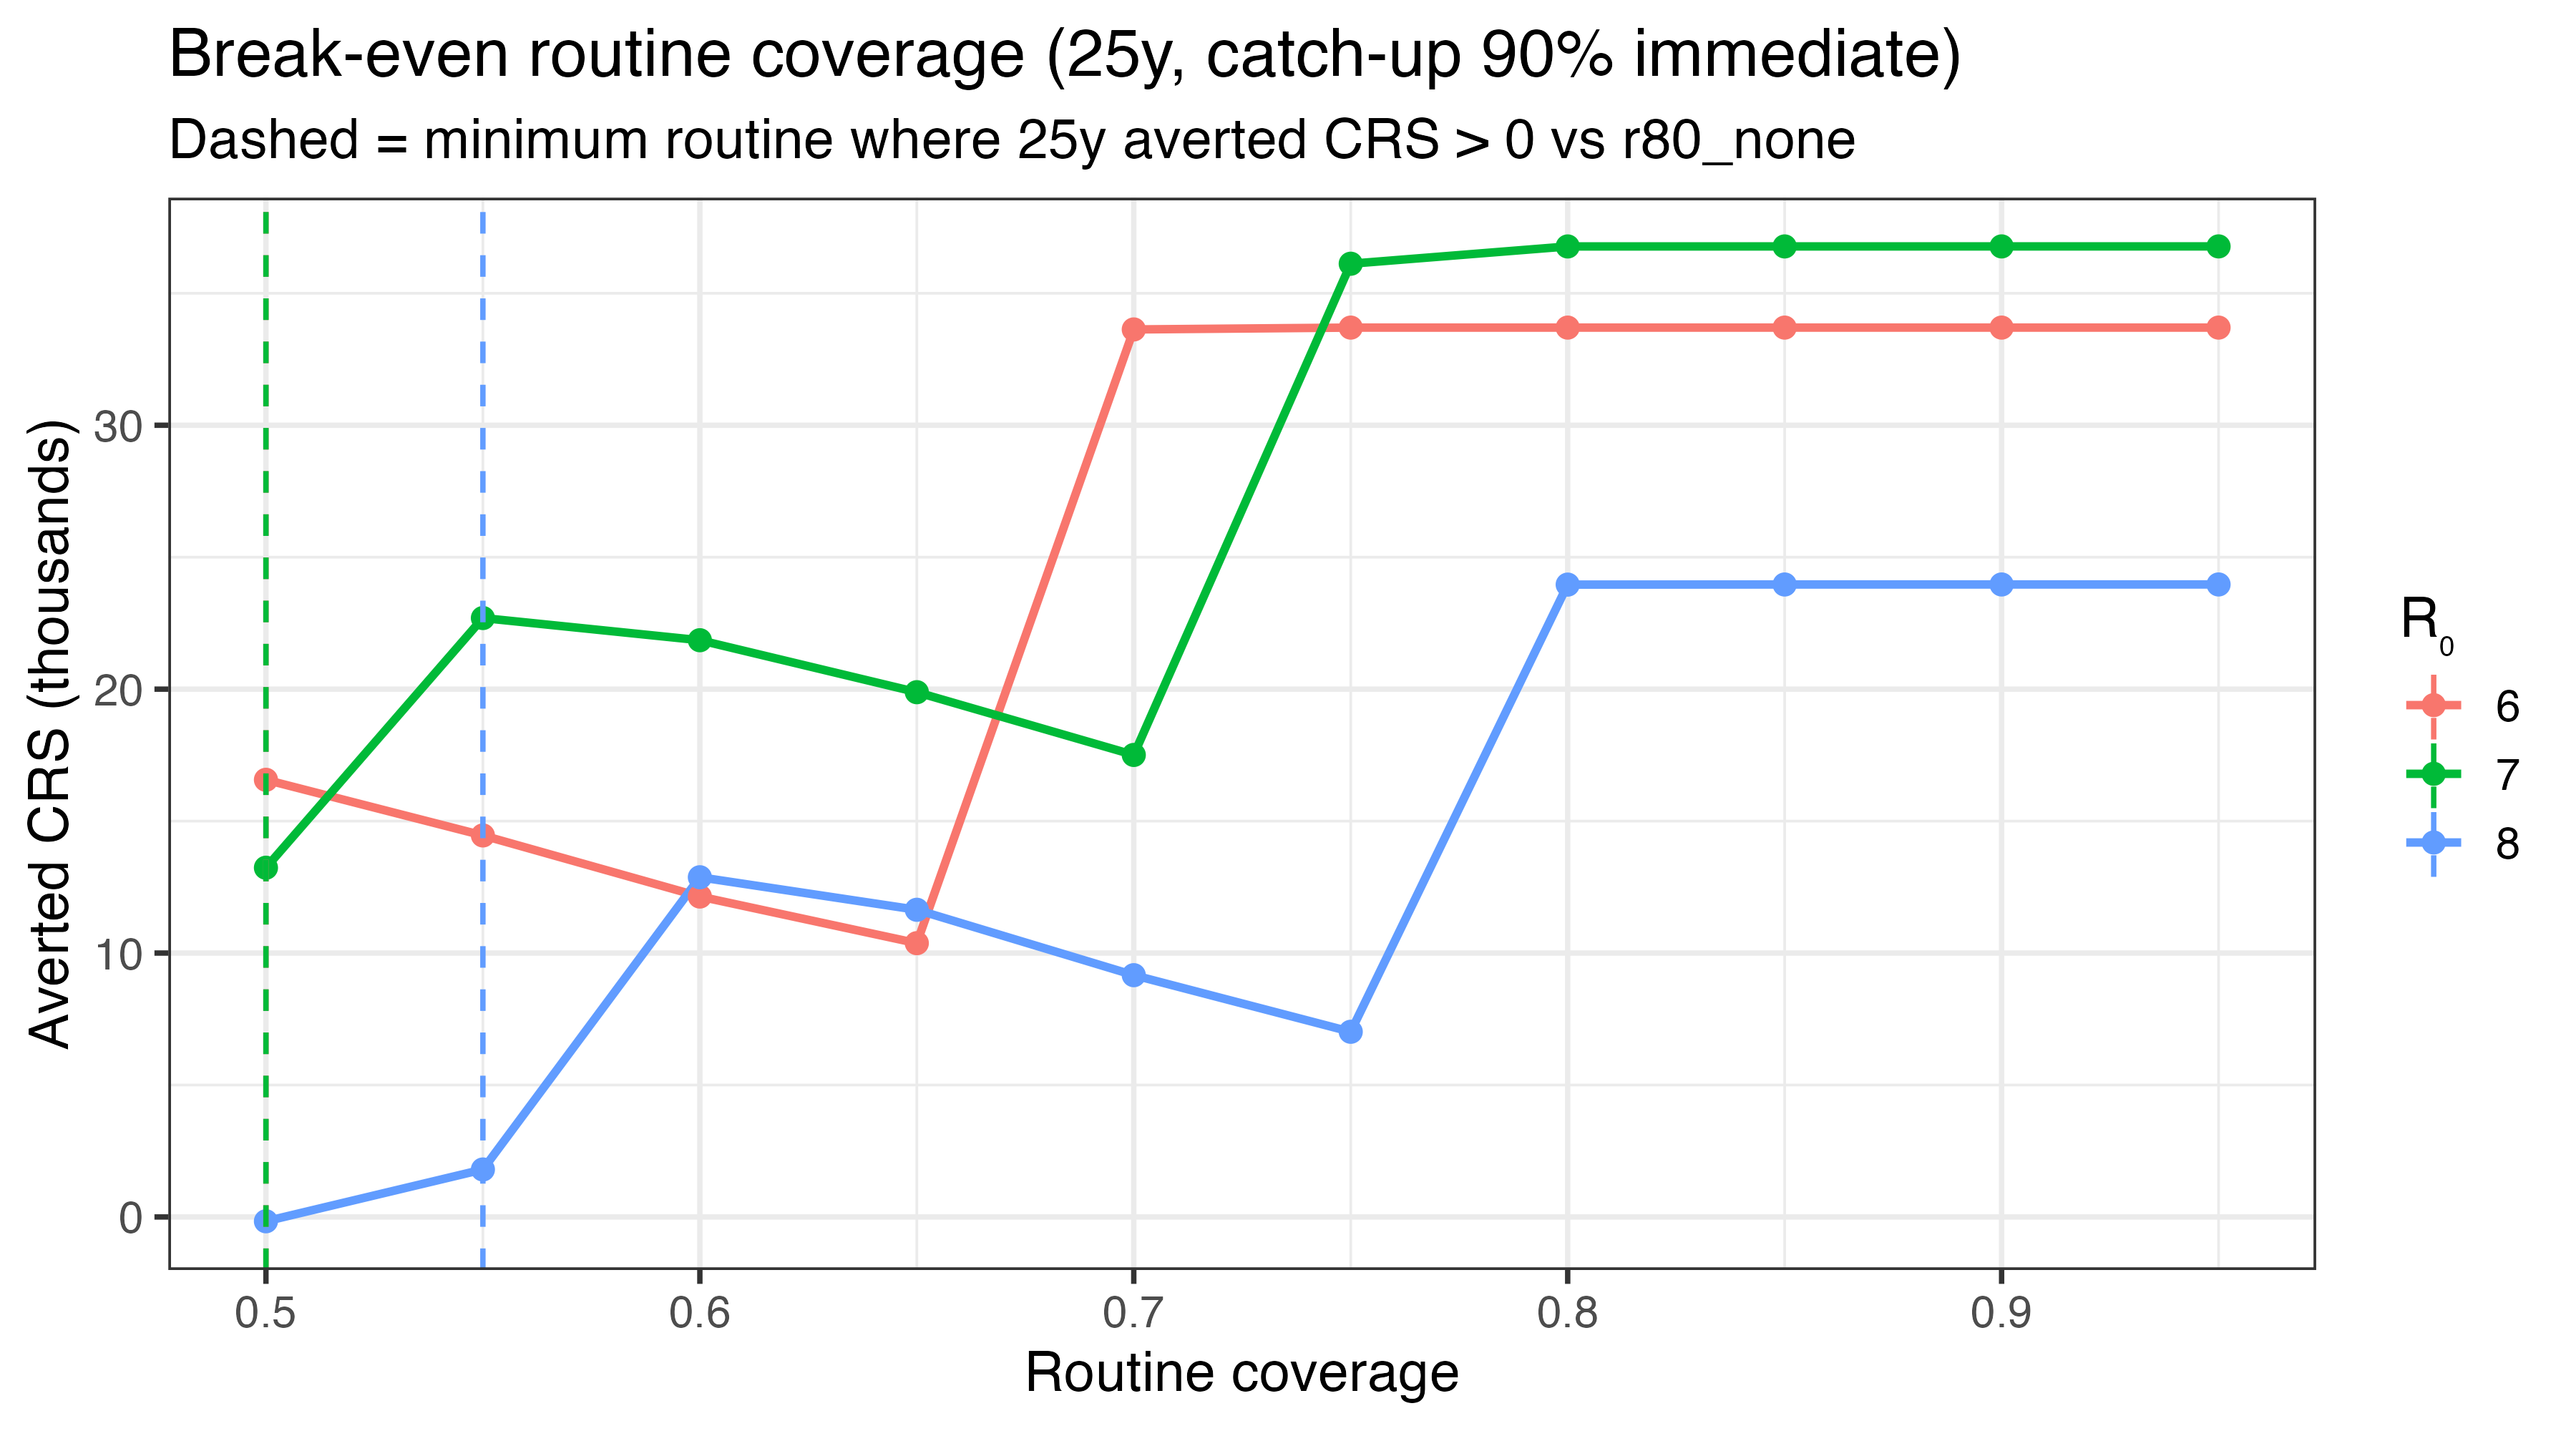 Break-even routine coverage (25y, catch-up 90% immediate)
Dashed = minimum routine where 25y averted CRS > 0 vs r80_none
Averted CRS (thousands)
30
20
10
0
0.5
0.6
0.7
0.8
0.9
Routine coverage
R0
6
7
8